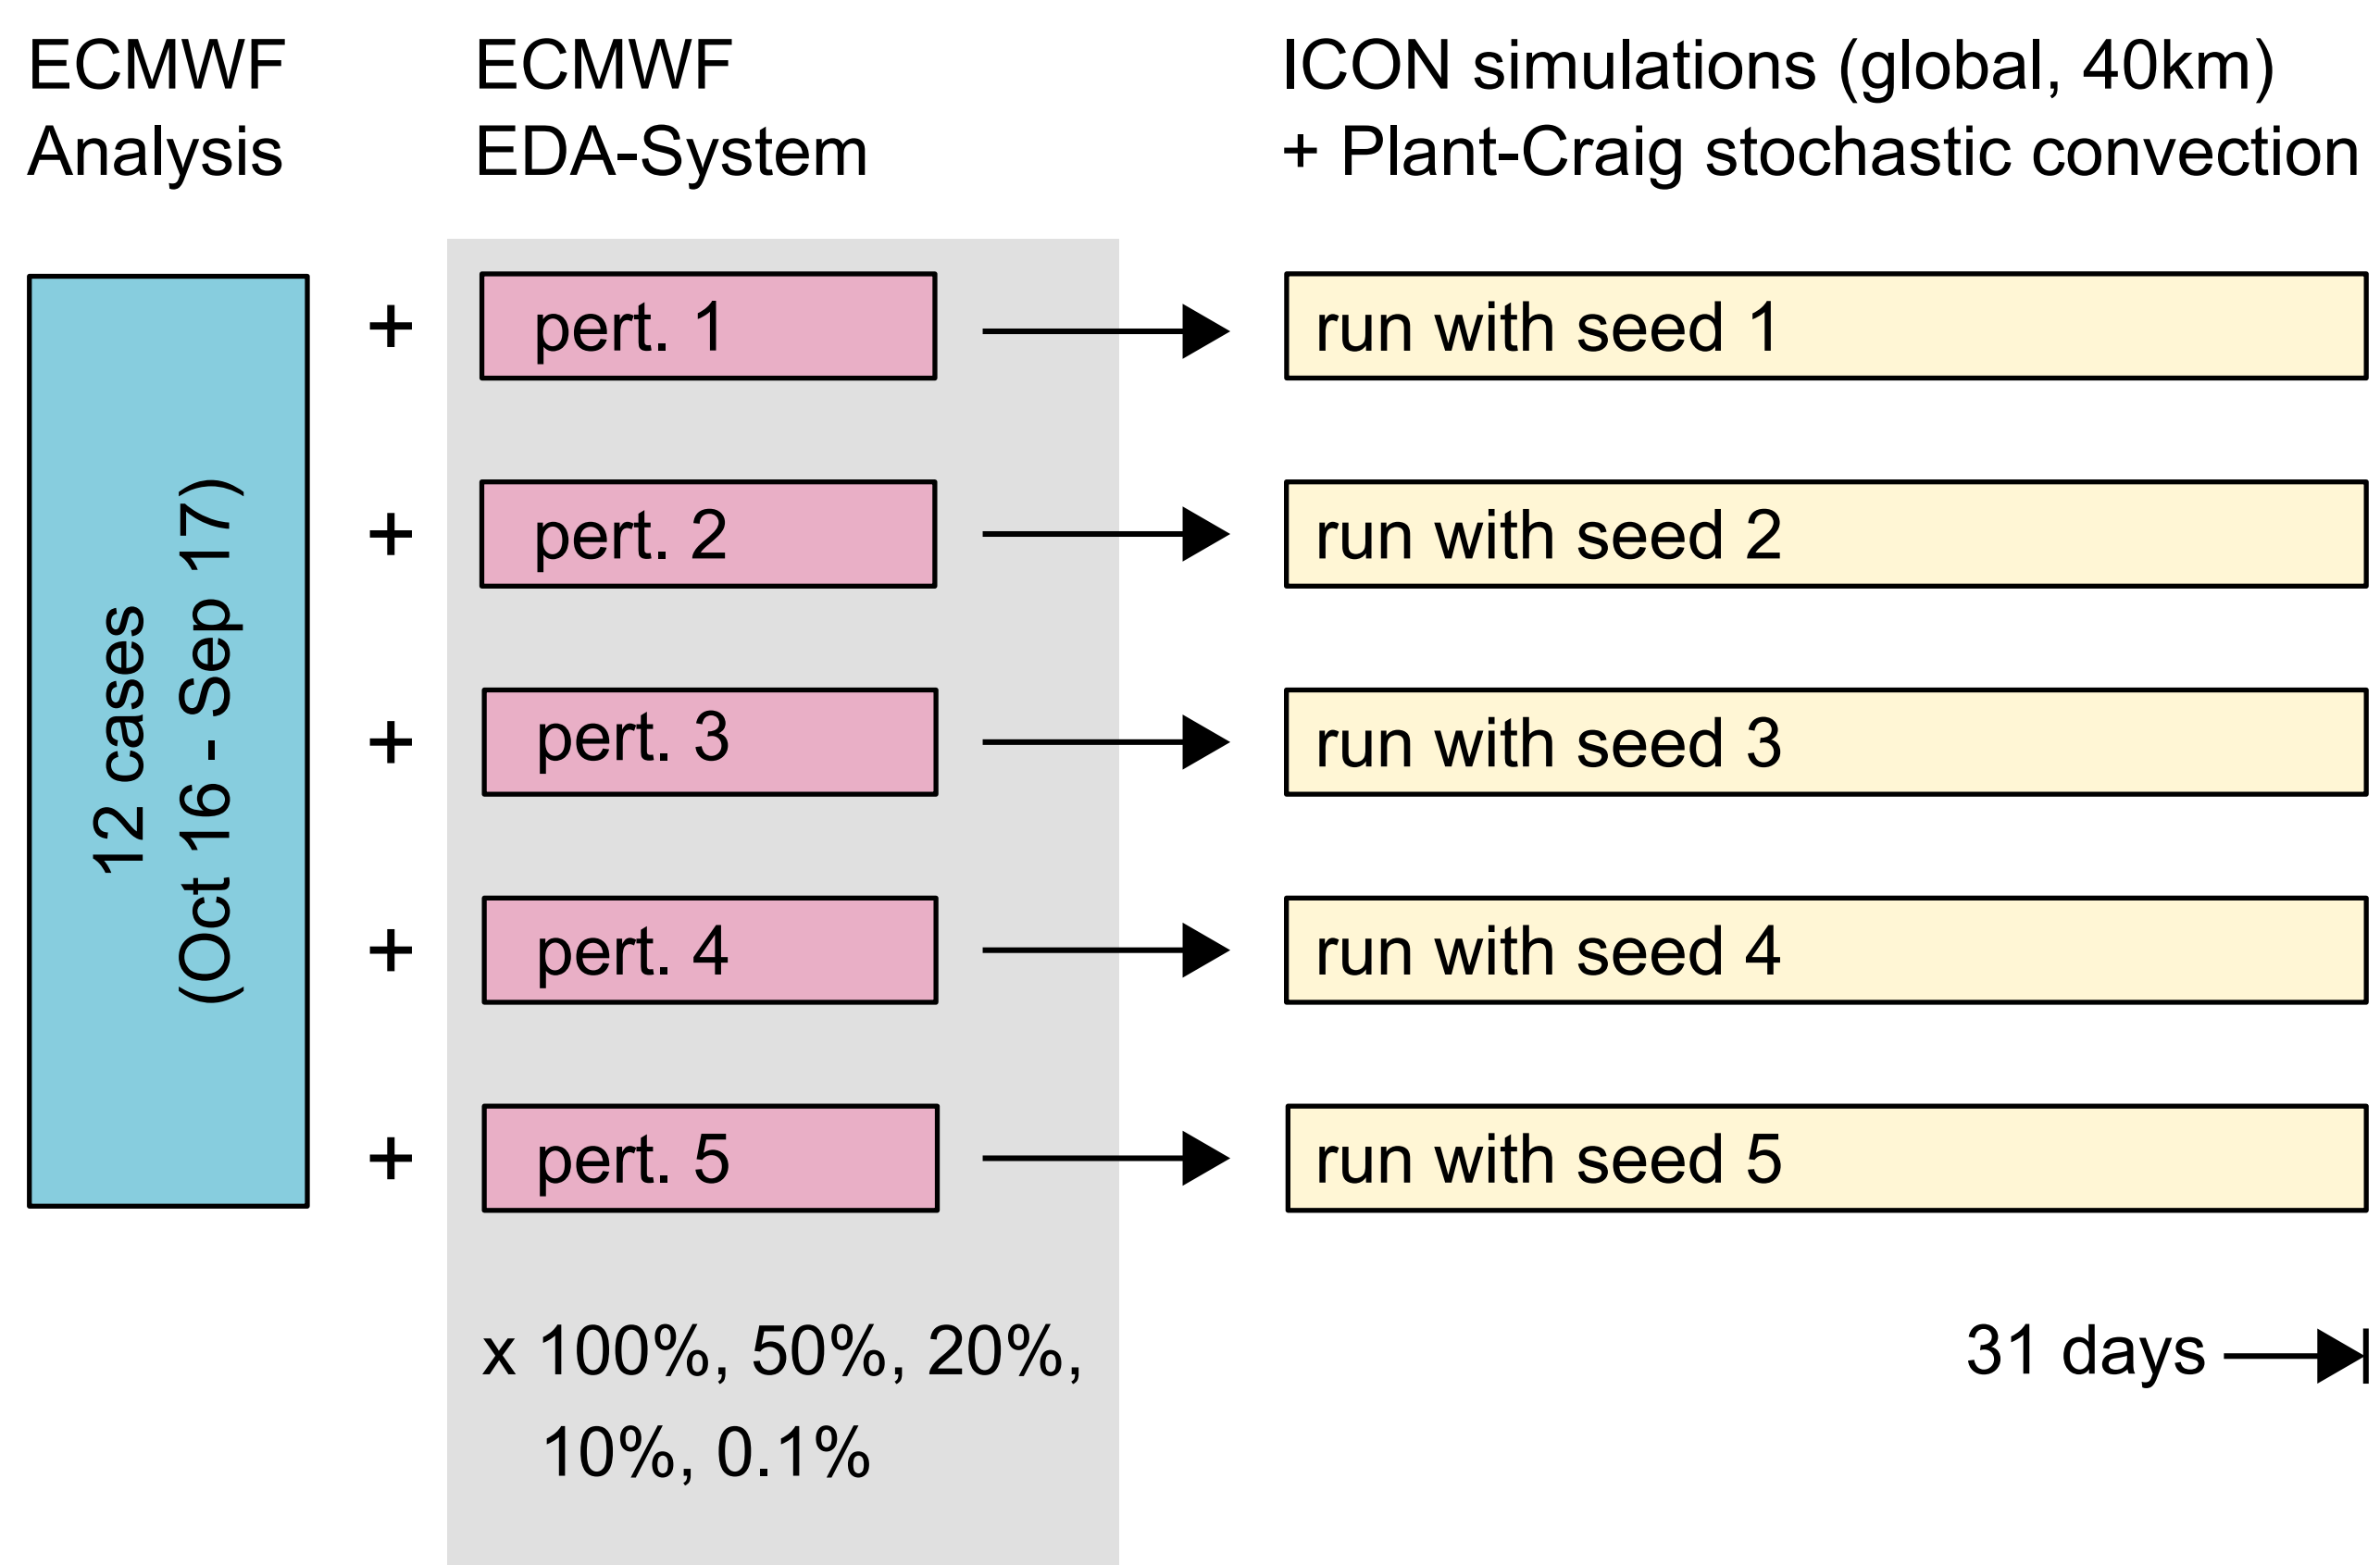 ECMWF
Analysis
ECMWF
EDA-System
ICON simulations (global, 40km)
+ Plant-Craig stochastic convection
12 cases
(Oct 16 - Sep 17)
+
pert. 1
run with seed 1
+
pert. 2
run with seed 2
+
pert. 3
run with seed 3
+
pert. 4
run with seed 4
+
pert. 5
run with seed 5
x 100%, 50%, 20%,
10%, 0.1%
31 days